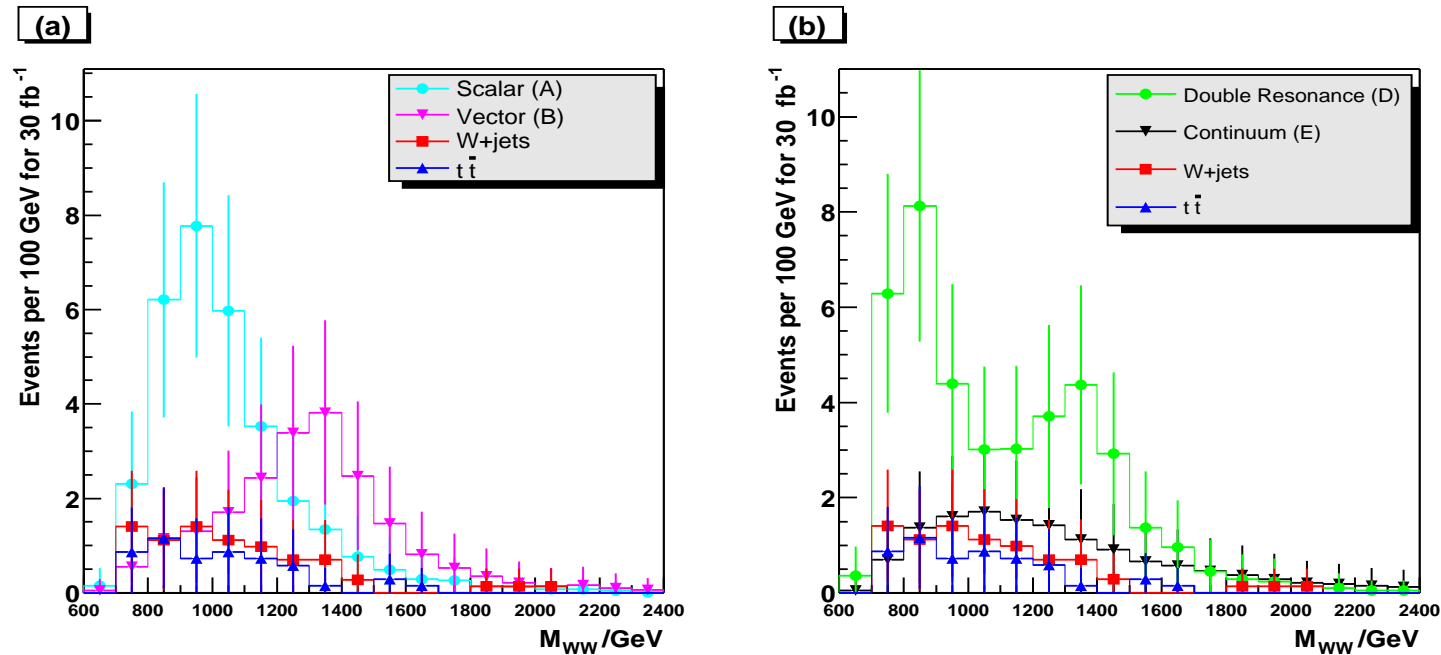 (a)
Events per 100 GeV for 30 fb⁻¹
10
8
6
4
2
0
Scalar (A)
Vector (B)
W+jets
t t̄
600 800 1000 1200 1400 1600 1800 2000 2200 2400
M_WW/GeV
(b)
Events per 100 GeV for 30 fb⁻¹
10
8
6
4
2
0
Double Resonance (D)
Continuum (E)
W+jets
t t̄
600 800 1000 1200 1400 1600 1800 2000 2200 2400
M_WW/GeV